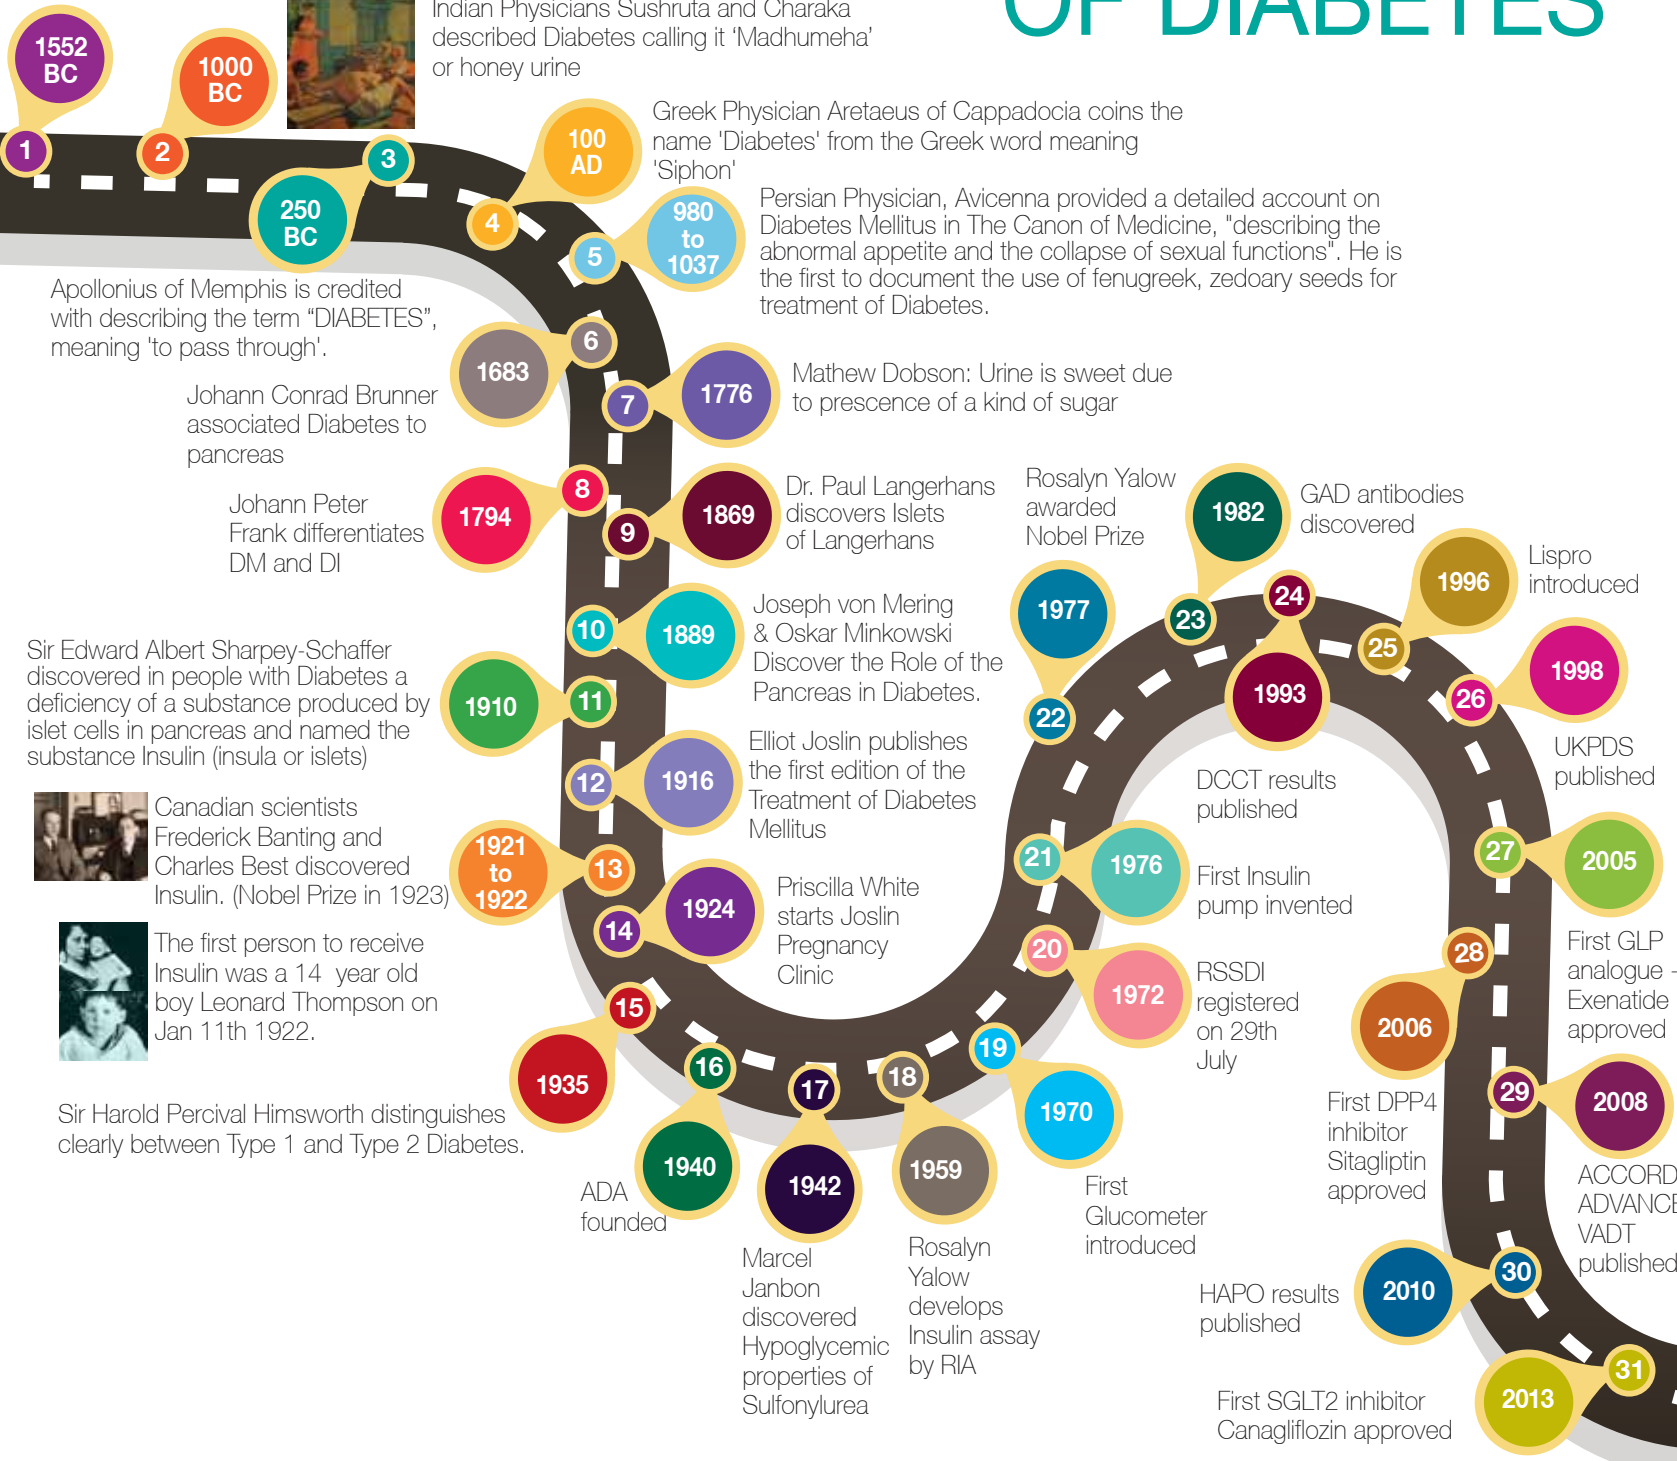 OF DIABETES
1552
BC
1
1000
BC
2
Indian Physicians Sushruta and Charaka
described Diabetes calling it ‘Madhumeha’
or honey urine
3
250
BC
Apollonius of Memphis is credited
with describing the term “DIABETES”,
meaning 'to pass through'.
4
100
AD
Greek Physician Aretaeus of Cappadocia coins the
name 'Diabetes' from the Greek word meaning
'Siphon'
5
980
to
1037
Persian Physician, Avicenna provided a detailed account on
Diabetes Mellitus in The Canon of Medicine, "describing the
abnormal appetite and the collapse of sexual functions". He is
the first to document the use of fenugreek, zedoary seeds for
treatment of Diabetes.
6
1683
Johann Conrad Brunner
associated Diabetes to
pancreas
7
1776
Mathew Dobson: Urine is sweet due
to prescence of a kind of sugar
8
1794
Johann Peter
Frank differentiates
DM and DI
9
1869
Dr. Paul Langerhans
discovers Islets
of Langerhans
10
1889
Joseph von Mering
& Oskar Minkowski
Discover the Role of the
Pancreas in Diabetes.
11
1910
Sir Edward Albert Sharpey-Schaffer
discovered in people with Diabetes a
deficiency of a substance produced by
islet cells in pancreas and named the
substance Insulin (insula or islets)
12
1916
Elliot Joslin publishes
the first edition of the
Treatment of Diabetes
Mellitus
13
1921
to
1922
Canadian scientists
Frederick Banting and
Charles Best discovered
Insulin. (Nobel Prize in 1923)
The first person to receive
Insulin was a 14 year old
boy Leonard Thompson on
Jan 11th 1922.
14
1924
Priscilla White
starts Joslin
Pregnancy
Clinic
15
1935
Sir Harold Percival Himsworth distinguishes
clearly between Type 1 and Type 2 Diabetes.
16
1940
ADA
founded
17
1942
Marcel
Janbon
discovered
Hypoglycemic
properties of
Sulfonylurea
18
1959
Rosalyn
Yalow
develops
Insulin assay
by RIA
19
1970
First
Glucometer
introduced
20
1972
RSSDI
registered
on 29th
July
21
1976
First Insulin
pump invented
22
1977
Rosalyn Yalow
awarded
Nobel Prize
23
1982
GAD antibodies
discovered
24
1993
DCCT results
published
25
1996
Lispro
introduced
26
1998
UKPDS
published
27
2005
First GLP
analogue -
Exenatide
approved
28
2006
First DPP4
inhibitor
Sitagliptin
approved
29
2008
ACCORD
ADVANCE
VADT
published
30
2010
HAPO results
published
31
2013
First SGLT2 inhibitor
Canagliflozin approved